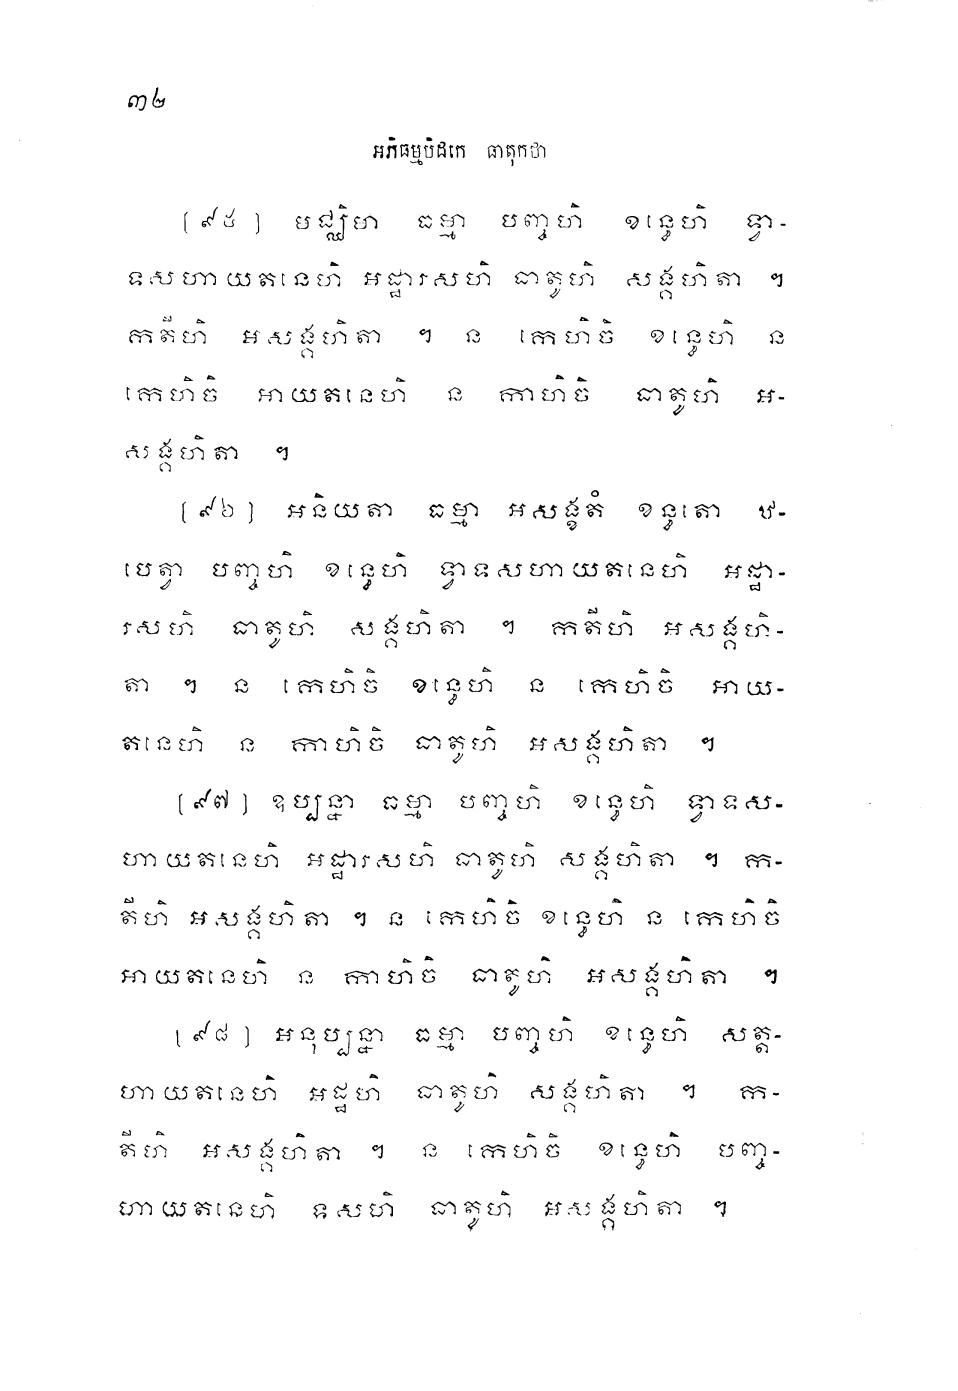 ៣២
អភិធម្មបិដកេ ធាតុកថា
[៩៥] មជ្ឈិមា ធម្មា បញ្ចហិ ខន្ធេហិ ទ្វា-
ទសហាយតនេហិ អដ្ឋារសហិ ធាតូហិ សង្គហិតា ។
កតីហិ អសង្គហិតា ។ ន កេហិចិ ខន្ធេហិ ន
កេហិចិ អាយតនេហិ ន កាហិចិ ធាតូហិ អ-
សង្គហិតា ។
[៩៦] អនិយតា ធម្មា អសង្ខតំ ខន្ធតោ ឋ-
បេត្វា បញ្ចហិ ខន្ធេហិ ទ្វាទសហាយតនេហិ អដ្ឋា-
រសហិ ធាតូហិ សង្គហិតា ។ កតីហិ អសង្គហិ-
តា ។ ន កេហិចិ ខន្ធេហិ ន កេហិចិ អាយ-
តនេហិ ន កាហិចិ ធាតូហិ អសង្គហិតា ។
[៩៧] ឧប្បន្នា ធម្មា បញ្ចហិ ខន្ធេហិ ទ្វាទស-
ហាយតនេហិ អដ្ឋារសហិ ធាតូហិ សង្គហិតា ។ ក-
តីហិ អសង្គហិតា ។ ន កេហិចិ ខន្ធេហិ ន កេហិចិ
អាយតនេហិ ន កាហិចិ ធាតូហិ អសង្គហិតា ។
[៩៨] អនុប្បន្នា ធម្មា បញ្ចហិ ខន្ធេហិ សត្ត-
ហាយតនេហិ អដ្ឋហិ ធាតូហិ សង្គហិតា ។ ក-
តីហិ អសង្គហិតា ។ ន កេហិចិ ខន្ធេហិ បញ្ច-
ហាយតនេហិ ទសហិ ធាតូហិ អសង្គហិតា ។